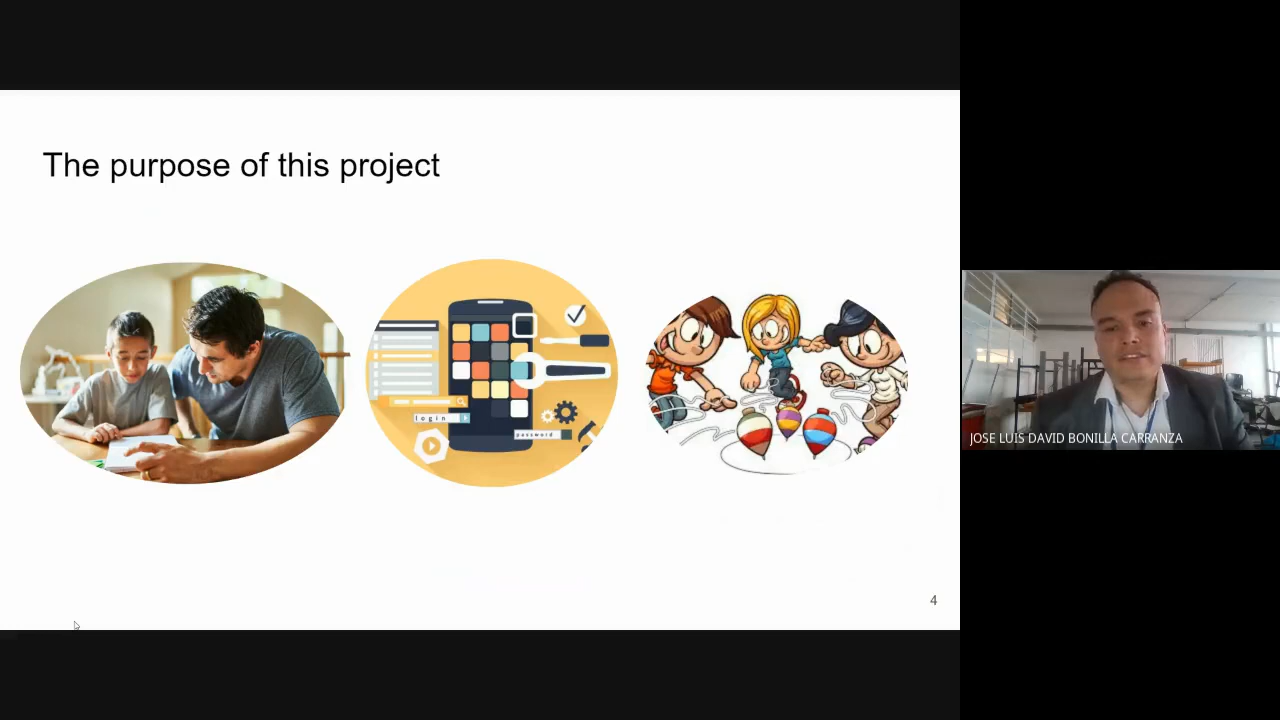 The purpose of this project
login
password
4
JOSE LUIS DAVID BONILLA CARRANZA